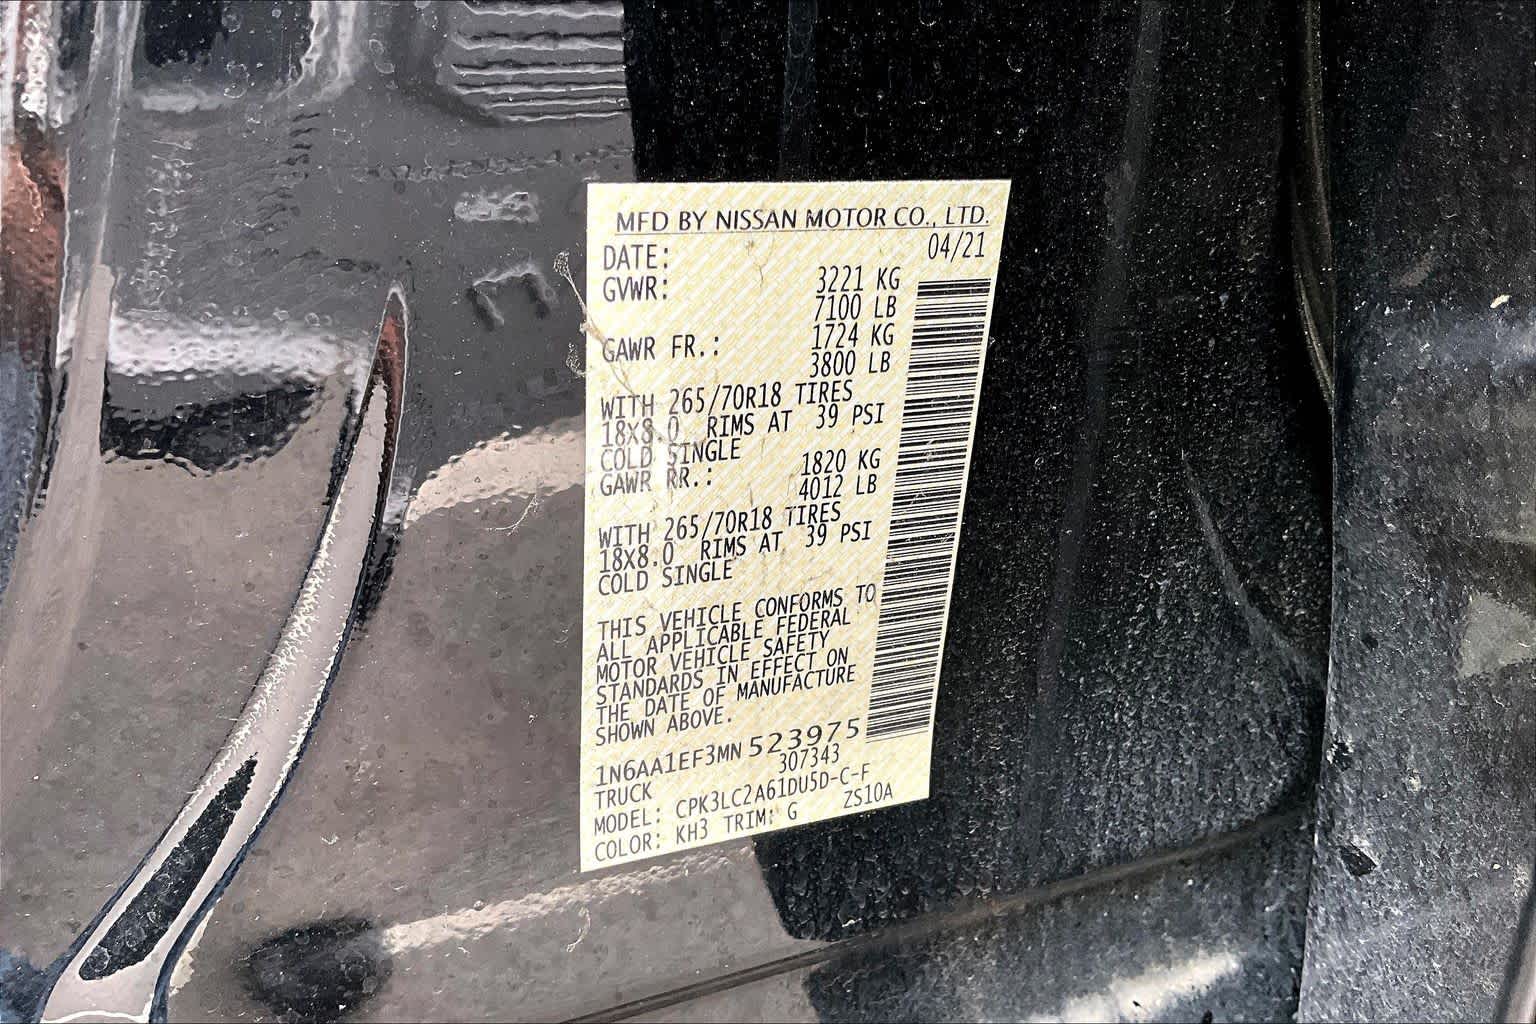 MFD BY NISSAN MOTOR CO., LTD.
DATE: 04/21
GVWR: 3221 KG
7100 LB
GAWR FR.: 1724 KG
3800 LB
WITH 265/70R18 TIRES
18X8.0 RIMS AT 39 PSI
COLD SINGLE
GAWR RR.: 1820 KG
4012 LB
WITH 265/70R18 TIRES
18X8.0 RIMS AT 39 PSI
COLD SINGLE
THIS VEHICLE CONFORMS TO
ALL APPLICABLE FEDERAL
MOTOR VEHICLE SAFETY
STANDARDS IN EFFECT ON
THE DATE OF MANUFACTURE
SHOWN ABOVE.
1N6AA1EF3MN523975
TRUCK 307343
MODEL: CPK3LC2A61DU5D-C-F
COLOR: KH3 TRIM: G ZS10A